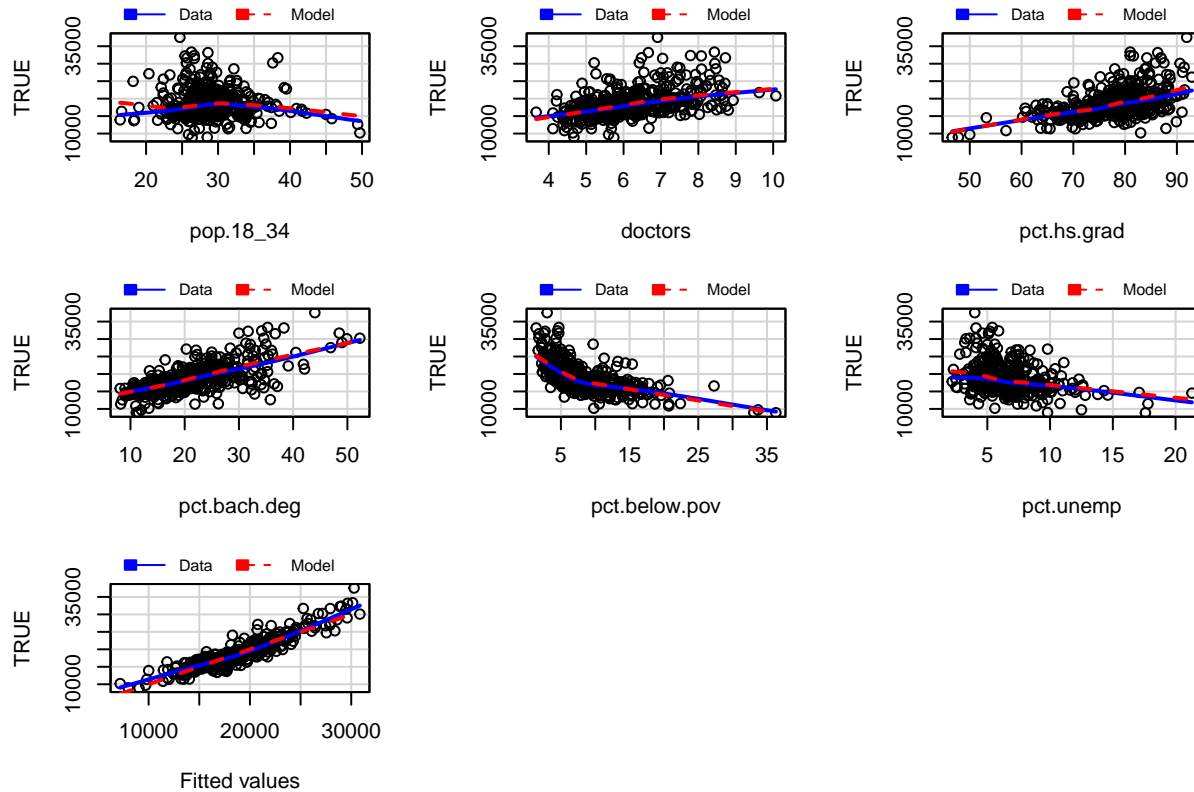 Data Model Data Model Data Model
TRUE TRUE TRUE
10000 35000 10000 35000 10000 35000
20 30 40 50 4 5 6 7 8 9 10 50 60 70 80 90
pop.18_34 doctors pct.hs.grad
Data Model Data Model Data Model
TRUE TRUE TRUE
10000 35000 10000 35000 10000 35000
10 20 30 40 50 5 15 25 35 5 10 15 20
pct.bach.deg pct.below.pov pct.unemp
Data Model
TRUE
10000 35000
10000 20000 30000
Fitted values